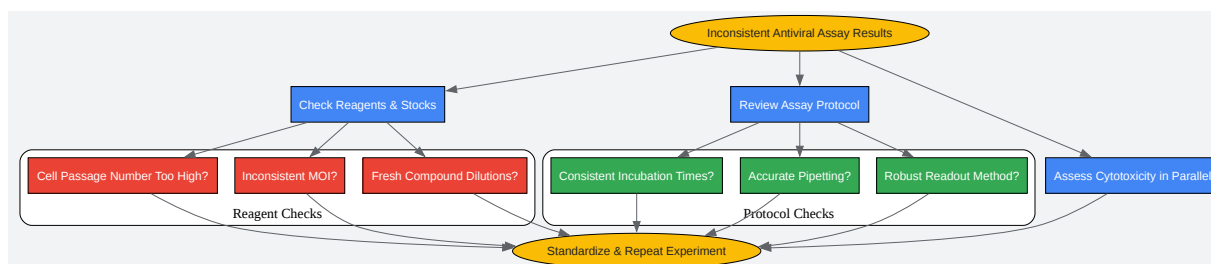 Inconsistent Antiviral Assay Results
Check Reagents & Stocks
Review Assay Protocol
Cell Passage Number Too High?
Inconsistent MOI?
Fresh Compound Dilutions?
Consistent Incubation Times?
Accurate Pipetting?
Robust Readout Method?
Assess Cytotoxicity in Parallel
Reagent Checks
Protocol Checks
Standardize & Repeat Experiment